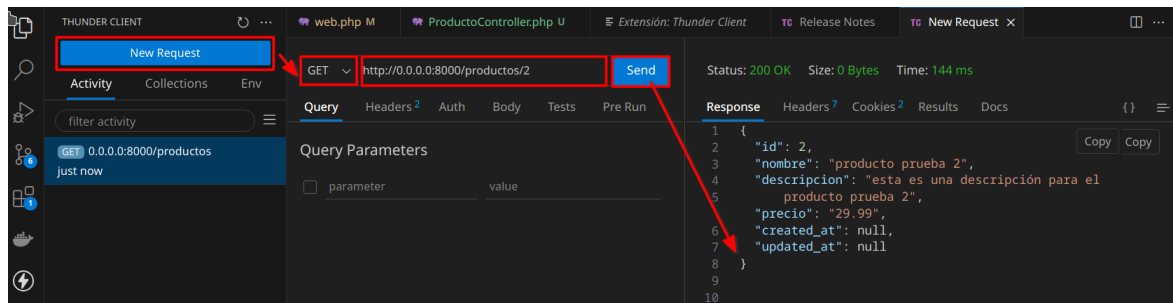 THUNDER CLIENT
New Request
Activity Collections Env
filter activity
GET 0.0.0.0:8000/productos
just now
6
1
web.php M ProductoController.php U Extensión: Thunder Client TC Release Notes TC New Request
GET http://0.0.0.0:8000/productos/2 Send
Query Headers 2 Auth Body Tests Pre Run
Query Parameters
parameter value
Status: 200 OK Size: 0 Bytes Time: 144 ms
Response Headers 7 Cookies 2 Results Docs {}
Copy Copy
1 {
2 "id": 2,
3 "nombre": "producto prueba 2",
4 "descripcion": "esta es una descripción para el
5 producto prueba 2",
"precio": "29.99",
6 "created_at": null,
7 "updated_at": null
8 }
9
10